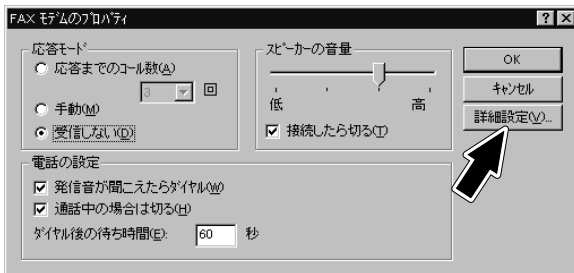 FAX モデムのプロパティ
応答モード
応答までのコール数(A)
3 回
手動(M)
受信しない(D)
スピーカーの音量
低 高
接続したら切る(T)
OK
キャンセル
詳細設定(V)...
電話の設定
発信音が聞こえたらダイヤル(W)
通話中の場合は切る(H)
ダイヤル後の待ち時間(E): 60 秒